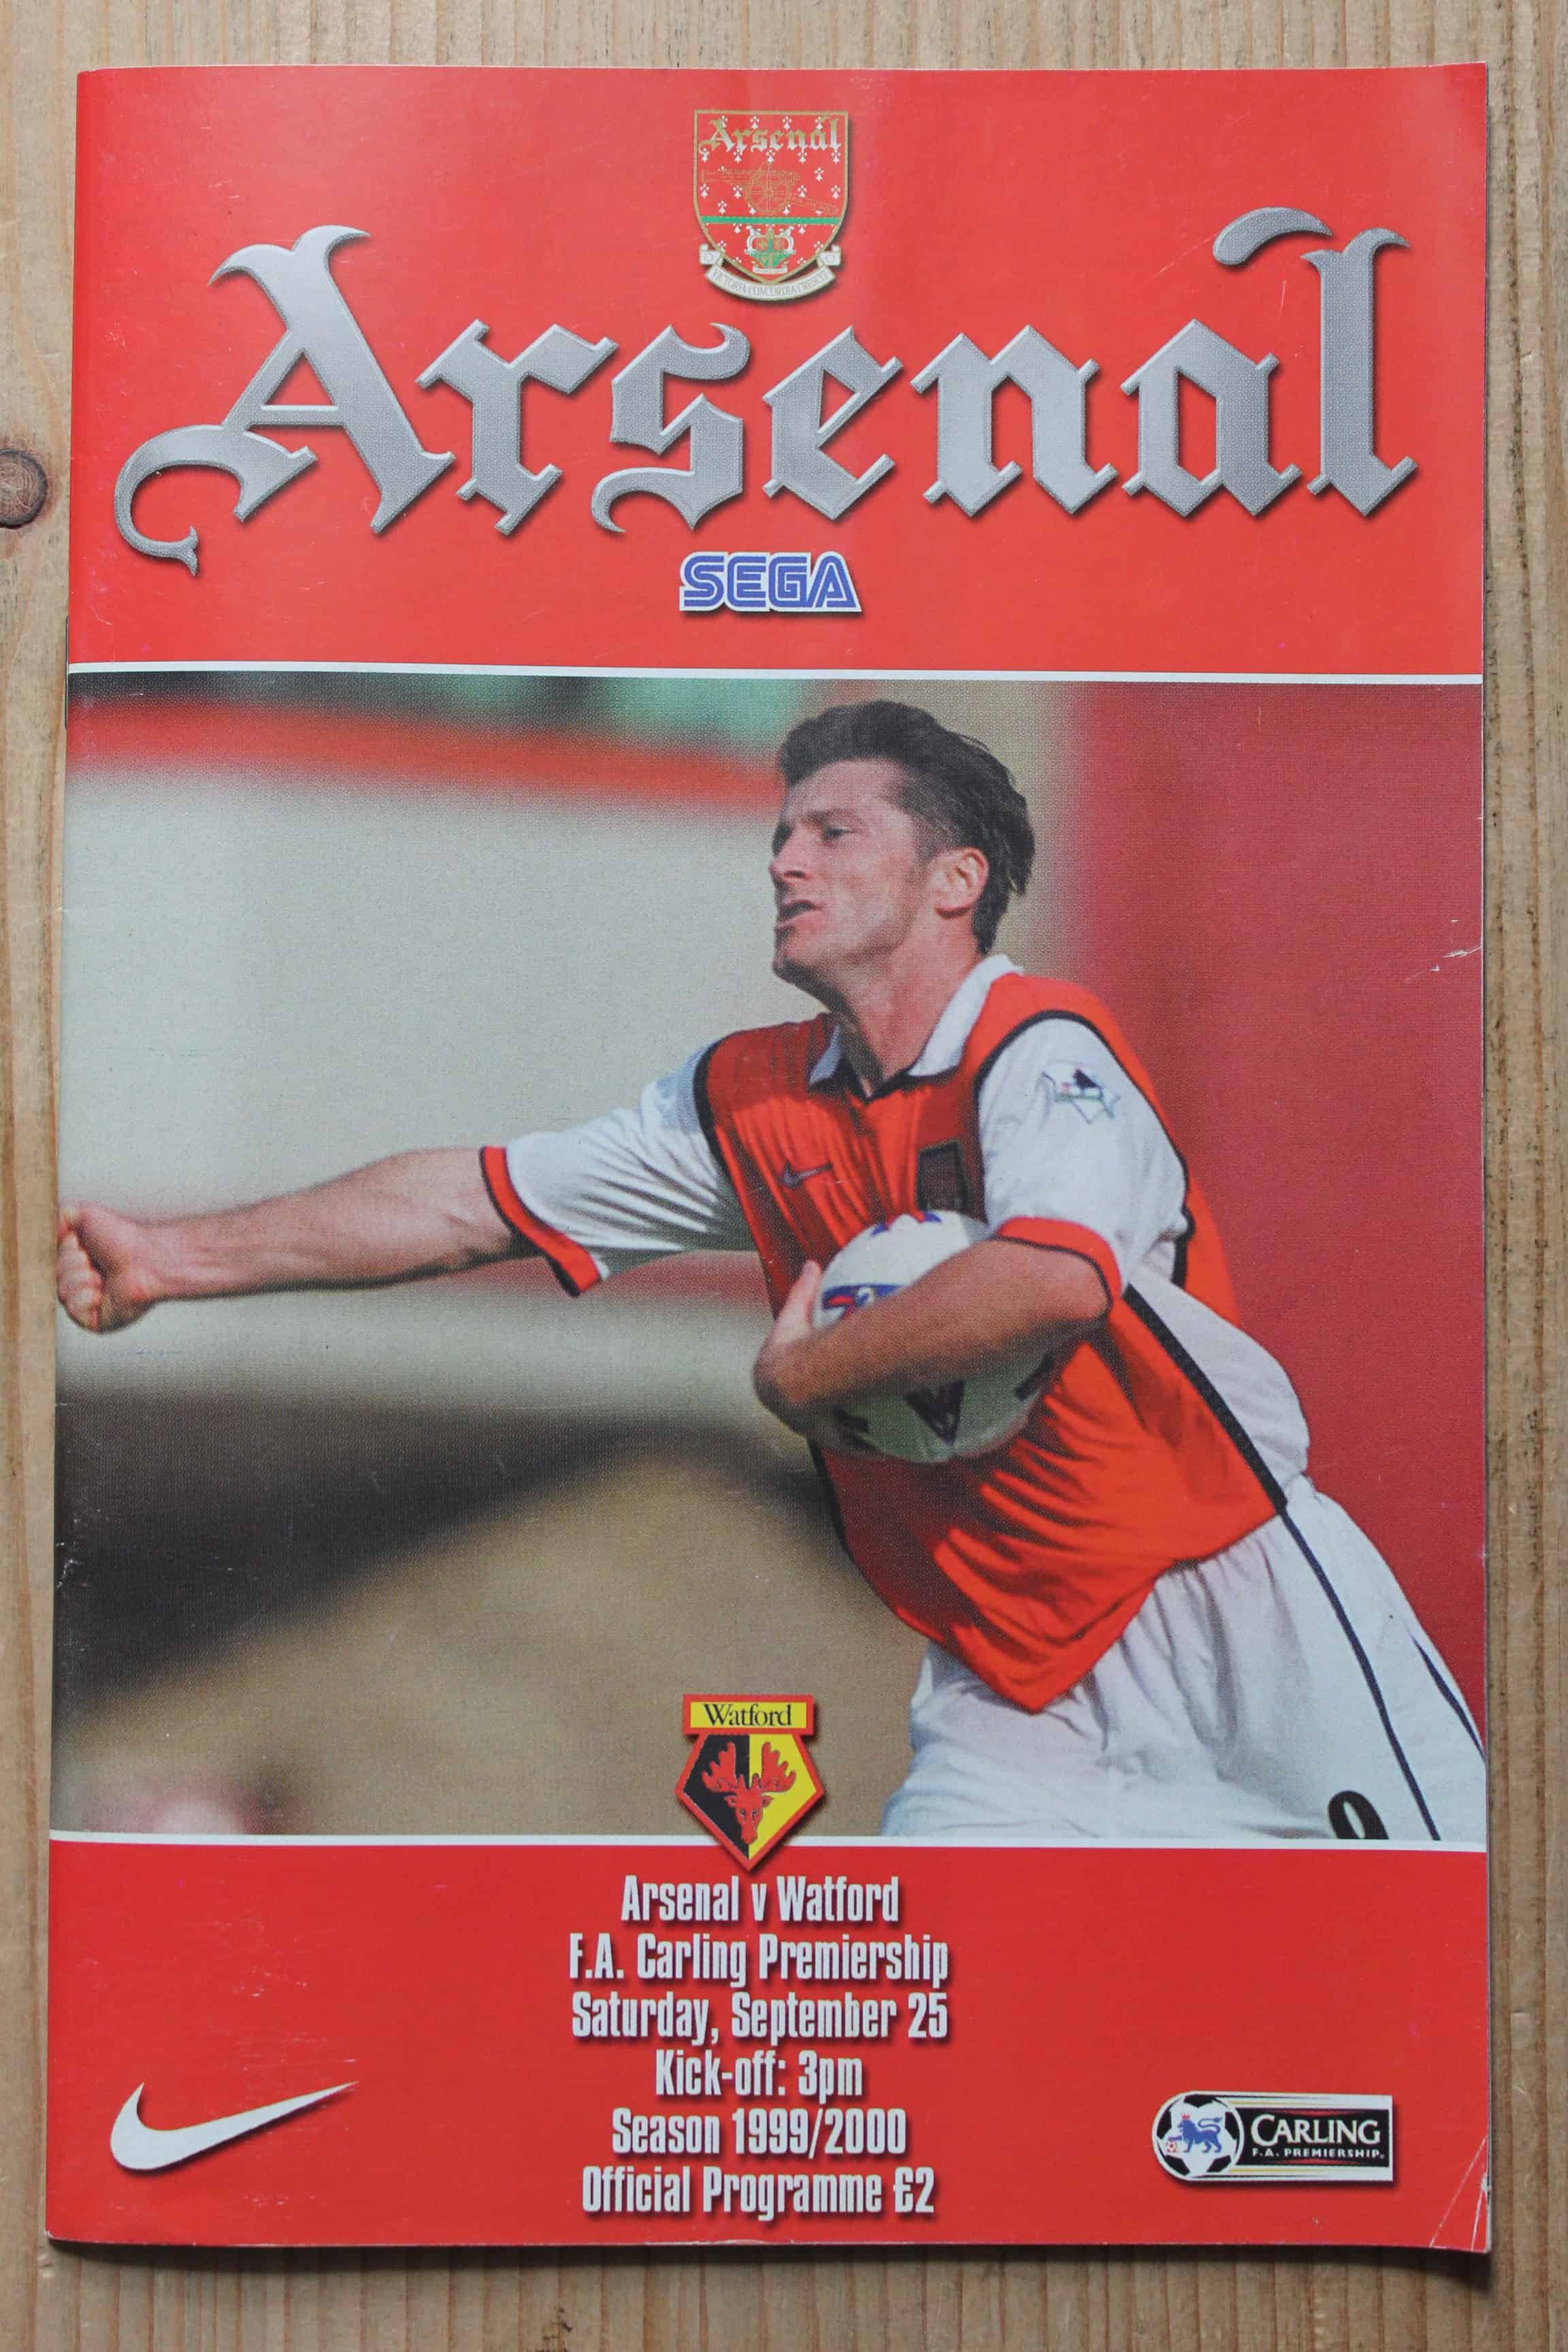 Arsenal
Arsenal
VICTORIA CONCORDIA CRESCIT
SEGA
9
Watford
Arsenal v Watford
F.A. Carling Premiership
Saturday, September 25
Kick-off: 3pm
Season 1999/2000
Official Programme £2
CARLING
F.A. PREMIERSHIP.